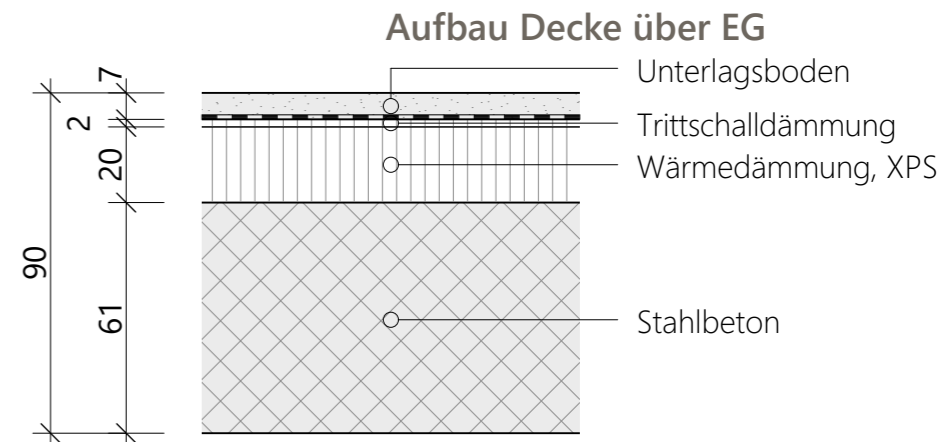 Aufbau Decke über EG
7
Unterlagsboden
2
Trittschalldämmung
20
Wärmedämmung, XPS
90
61
Stahlbeton